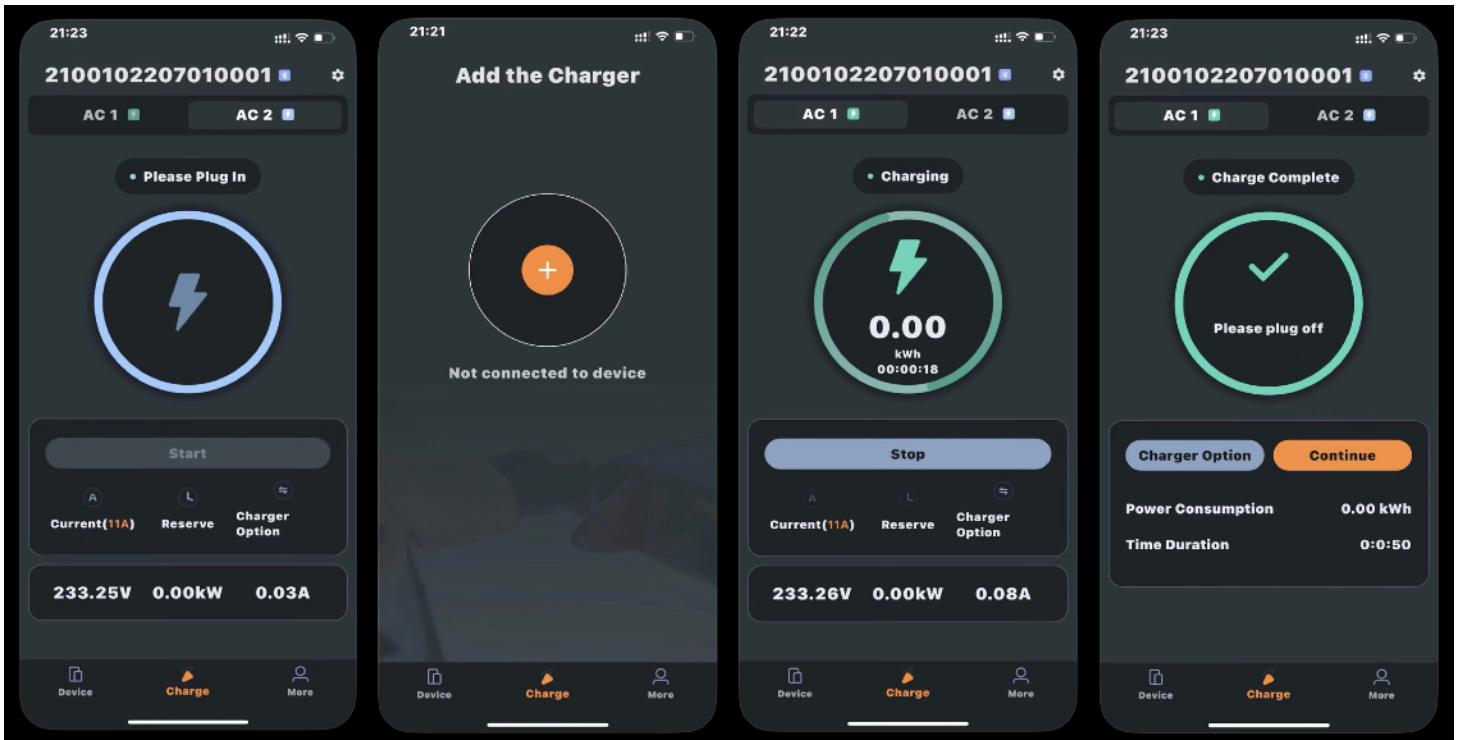 21:23
2100102207010001
AC 1 AC 2
Please Plug In
Start
A L
Current(11A) Reserve Charger Option
233.25V 0.00kW 0.03A
Device Charge More
21:21
Add the Charger
+
Not connected to device
Device Charge More
21:22
2100102207010001
AC 1 AC 2
Charging
0.00
kWh
00:00:18
Stop
A L
Current(11A) Reserve Charger Option
233.26V 0.00kW 0.08A
Device Charge More
21:23
2100102207010001
AC 1 AC 2
Charge Complete
Please plug off
Charger Option Continue
Power Consumption 0.00 kWh
Time Duration 0:0:50
Device Charge More